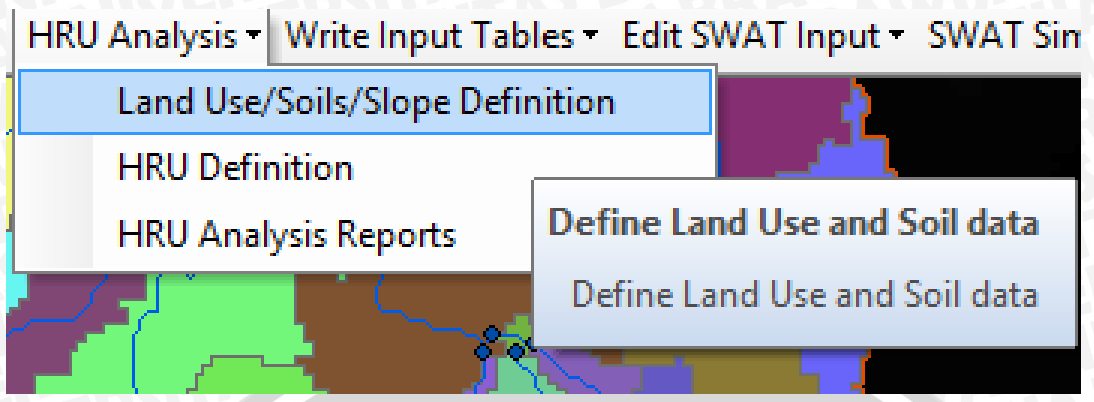 HRU Analysis Write Input Tables Edit SWAT Input SWAT Sim
Land Use/Soils/Slope Definition
HRU Definition
HRU Analysis Reports
Define Land Use and Soil data
Define Land Use and Soil data